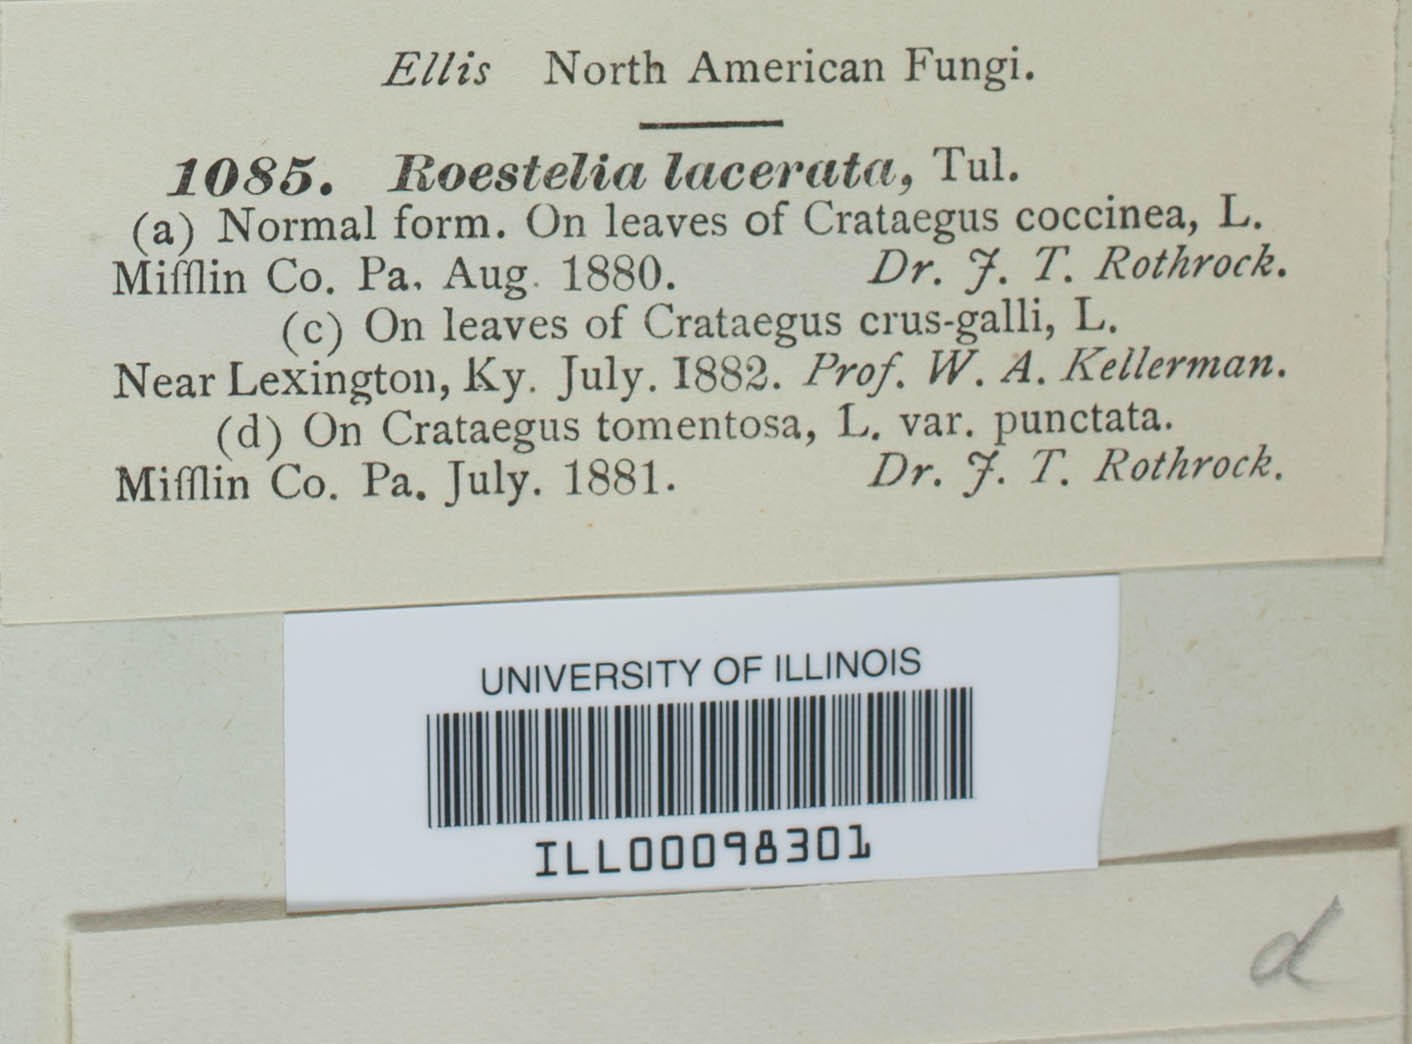 Ellis North American Fungi.
1085. Roestelia lacerata, Tul.
(a) Normal form. On leaves of Crataegus coccinea, L.
Mifflin Co. Pa. Aug. 1880. Dr. J. T. Rothrock.
(c) On leaves of Crataegus crus-galli, L.
Near Lexington, Ky. July. 1882. Prof. W. A. Kellerman.
(d) On Crataegus tomentosa, L. var. punctata.
Mifflin Co. Pa. July. 1881. Dr. J. T. Rothrock.
UNIVERSITY OF ILLINOIS
ILL00098301
d